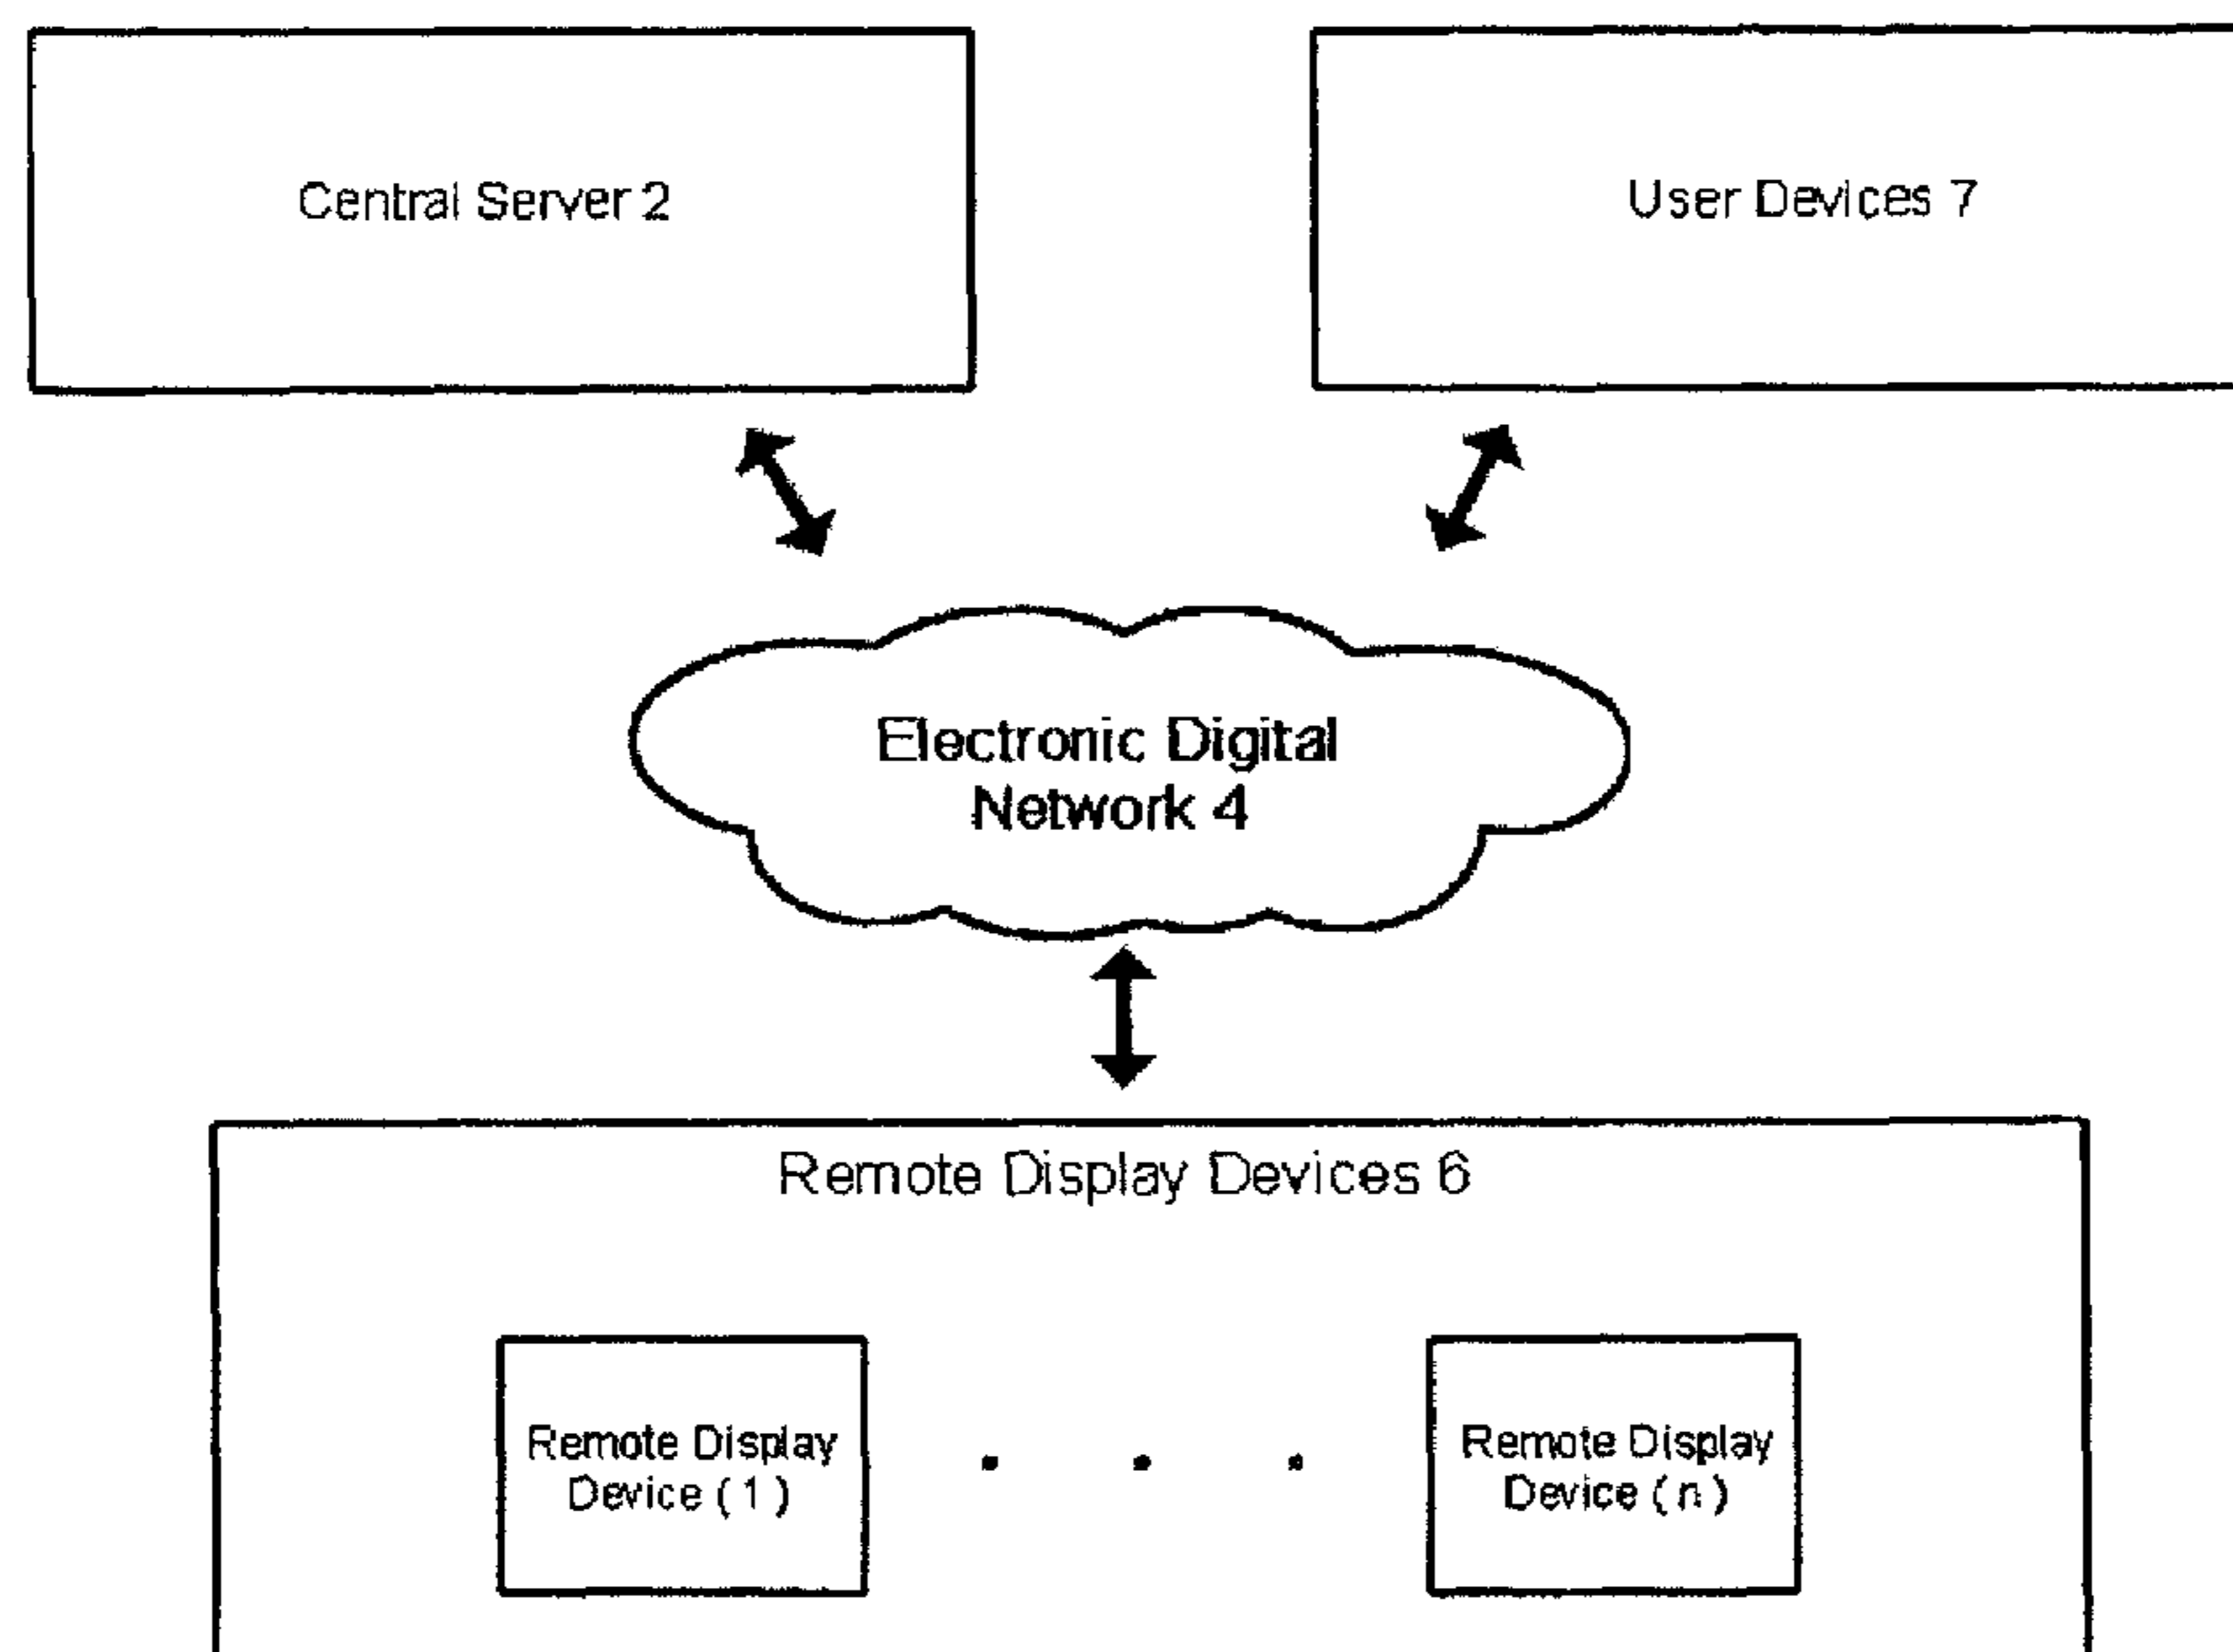 Central Server 2
User Devices 7
Electronic Digital
Network 4
Remote Display Devices 6
Remote Display
Device (1)
Remote Display
Device (n)